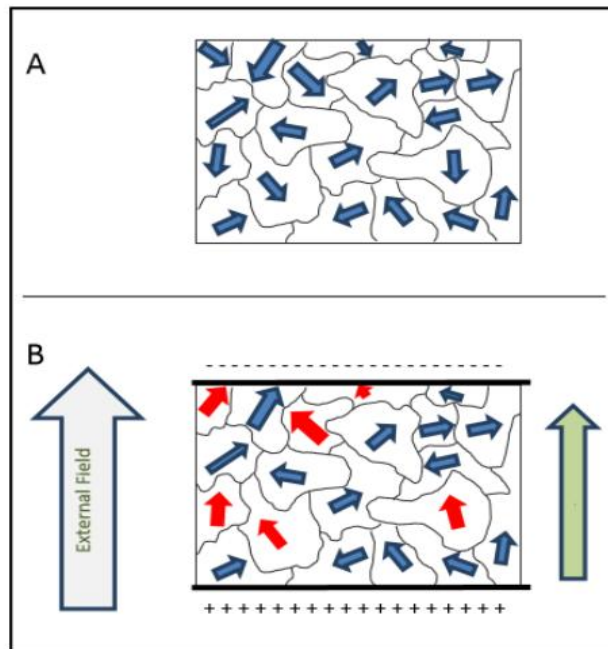 A
B
- - - - - - - - - - - - - - - - - - -
External Field
+ + + + + + + + + + + + + + + + + +